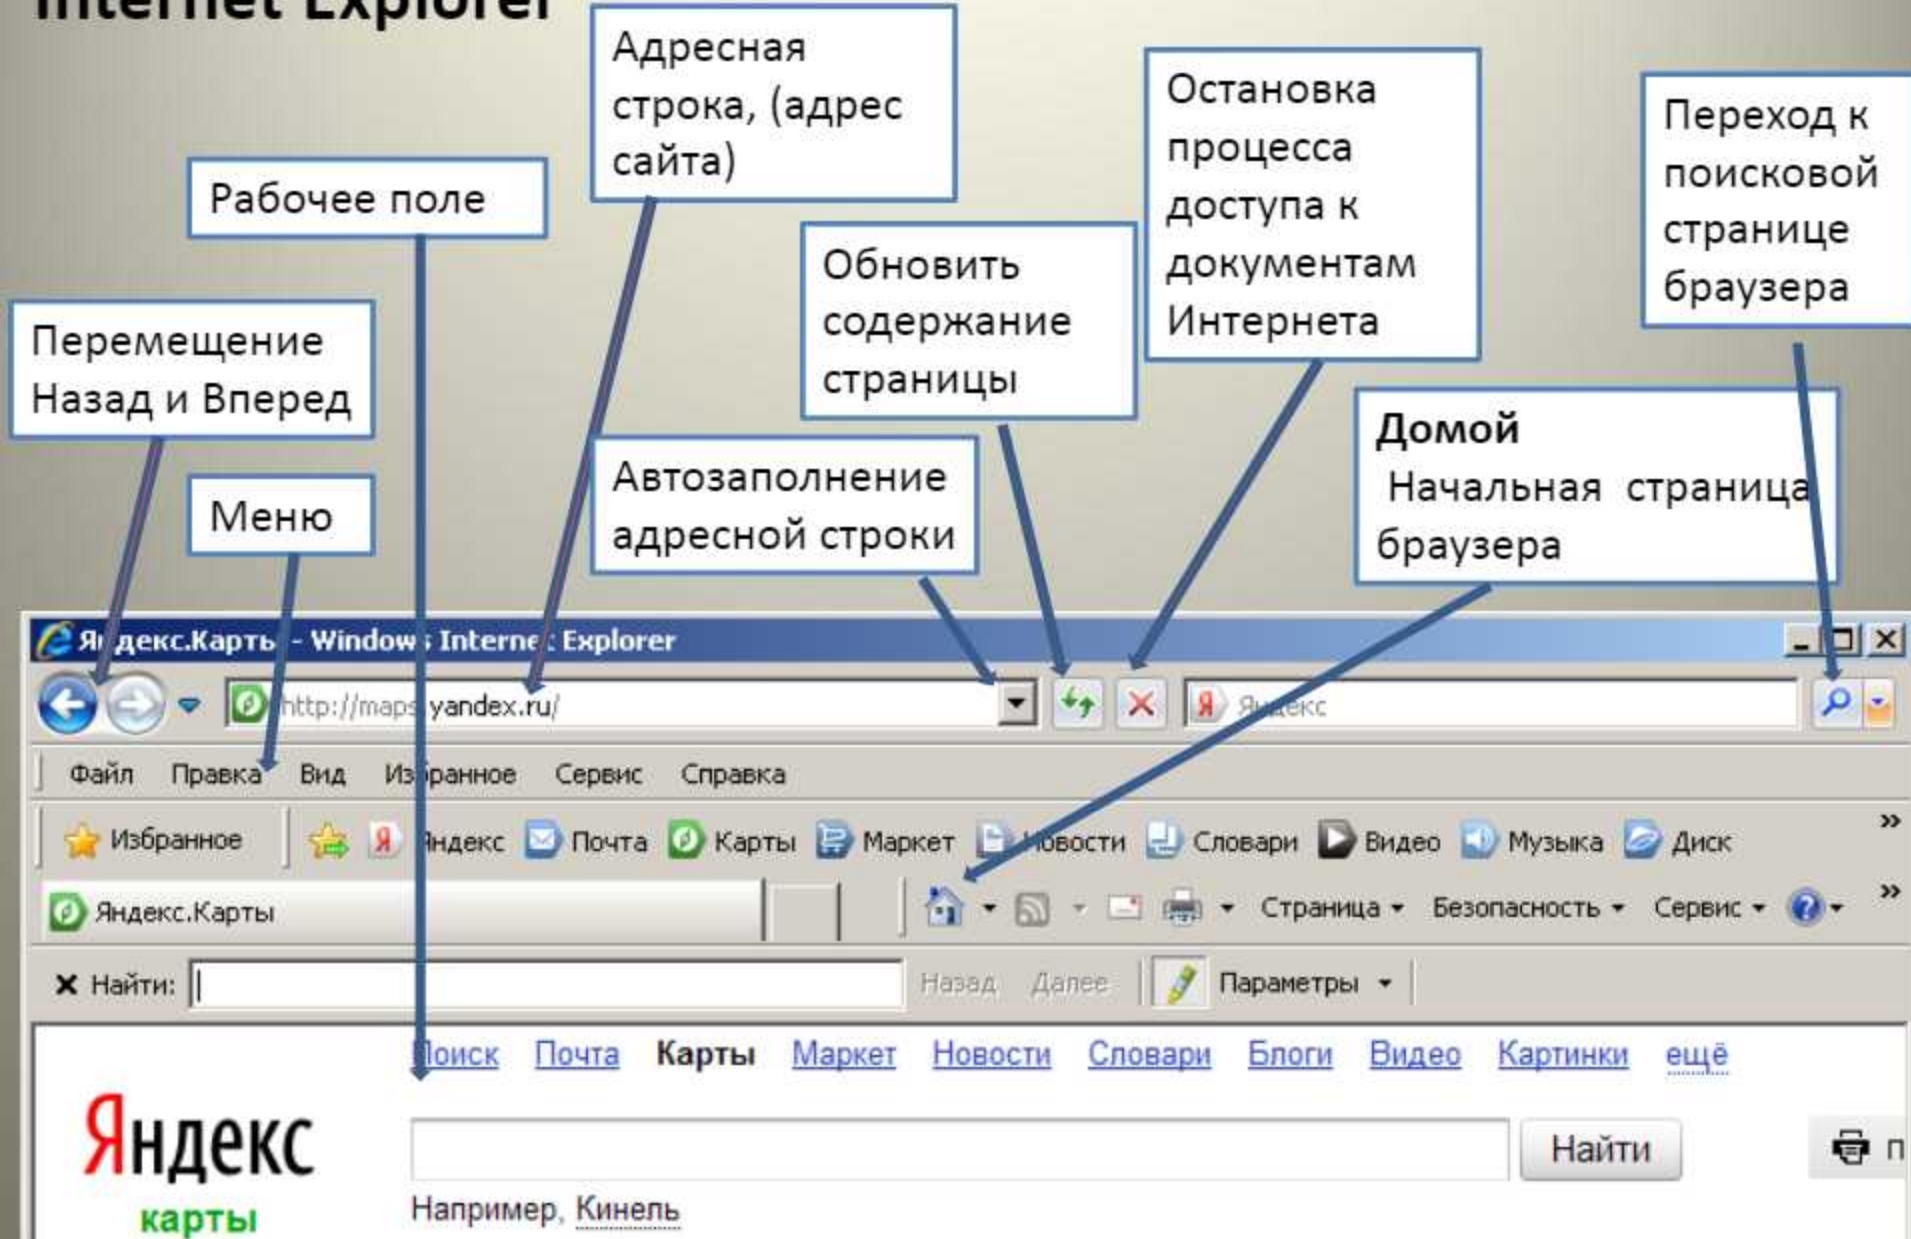 Internet Explorer
Адресная
строка, (адрес
сайта)
Остановка
процесса
доступа к
документам
Интернета
Переход к
поисковой
странице
браузера
Рабочее поле
Обновить
содержание
страницы
Перемещение
Назад и Вперед
Домой
Начальная страница
браузера
Автозаполнение
адресной строки
Меню
Яндекс.Карты - Windows Internet Explorer
http://maps.yandex.ru/
Яндекс
Файл Правка Вид Избранное Сервис Справка
Избранное Яндекс Почта Карты Маркет Новости Словари Видео Музыка Диск »
Яндекс.Карты Страница Безопасность Сервис »
Найти: Назад Далее Параметры
Поиск Почта Карты Маркет Новости Словари Блоги Видео Картинки ещё
Яндекс
карты
Найти
П
Например, Кинель